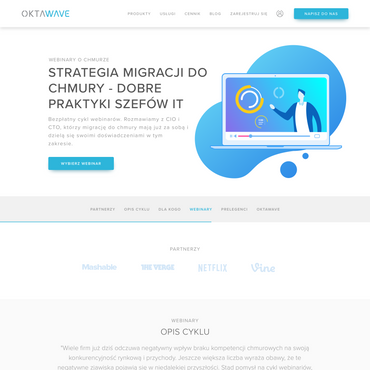 OKTAWAVE
PRODUKTY USŁUGI CENNIK BLOG ZAREJESTRUJ SIĘ NAPISZ DO NAS
WEBINARY O CHMURZE
STRATEGIA MIGRACJI DO
CHMURY - DOBRE
PRAKTYKI SZEFÓW IT
Bezpłatny cykl webinarów. Rozmawiamy z CIO i
CTO, którzy migrację do chmury mają już za sobą i
dzielą się swoimi doświadczeniami w tym
zakresie.
WYBIERZ WEBINAR
PARTNERZY OPIS CYKLU DLA KOGO WEBINARY PRELEGENCI OKTAWAVE
PARTNERZY
Mashable THE VERGE NETFLIX Vine
WEBINARY
OPIS CYKLU
"Wiele firm już dziś odczuwa negatywny wpływ braku kompetencji chmurowych na swoją
konkurencyjność rynkową i przychody. Jeszcze większa liczba wyraża obawy, że te
negatywne zjawiska pojawią się w niedalekiej przyszłości. Stąd pomysł na cykl webinarów,